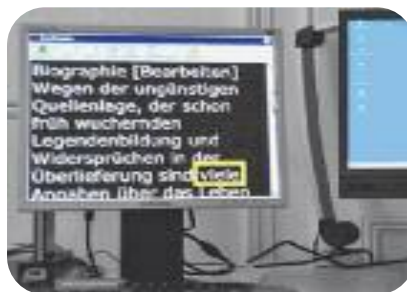 Biographie [Bearbeiten]
Wegen der ungünstigen
Quellenlage, der schon
früh wuchernden
Legendenbildung und
Widersprüchen in der
Überlieferung sind viele
Angaben über das Leben